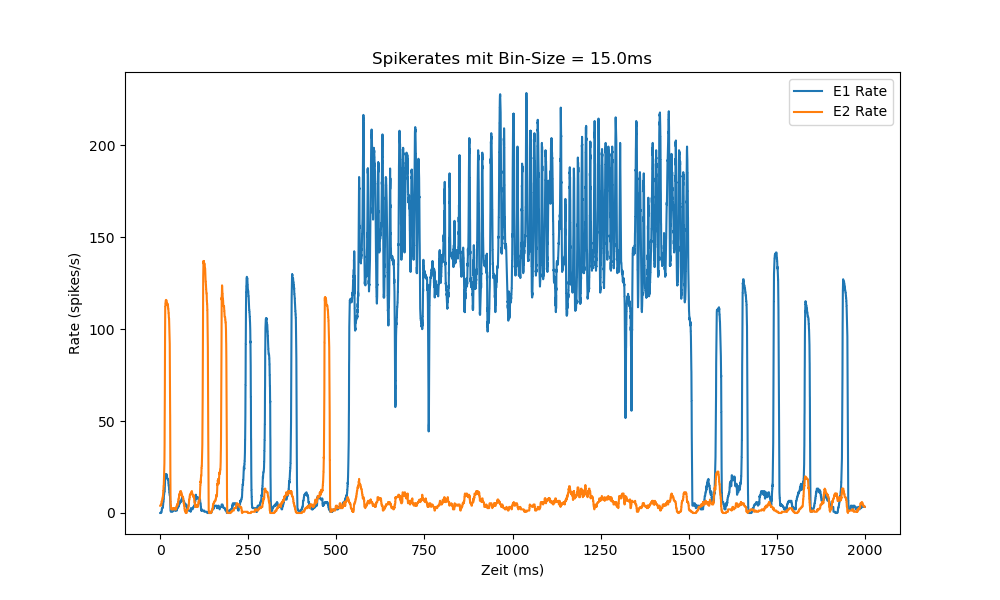 Spikerates mit Bin-Size = 15.0ms
E1 Rate
E2 Rate
Rate (spikes/s)
200
150
100
50
0
0 250 500 750 1000 1250 1500 1750 2000
Zeit (ms)